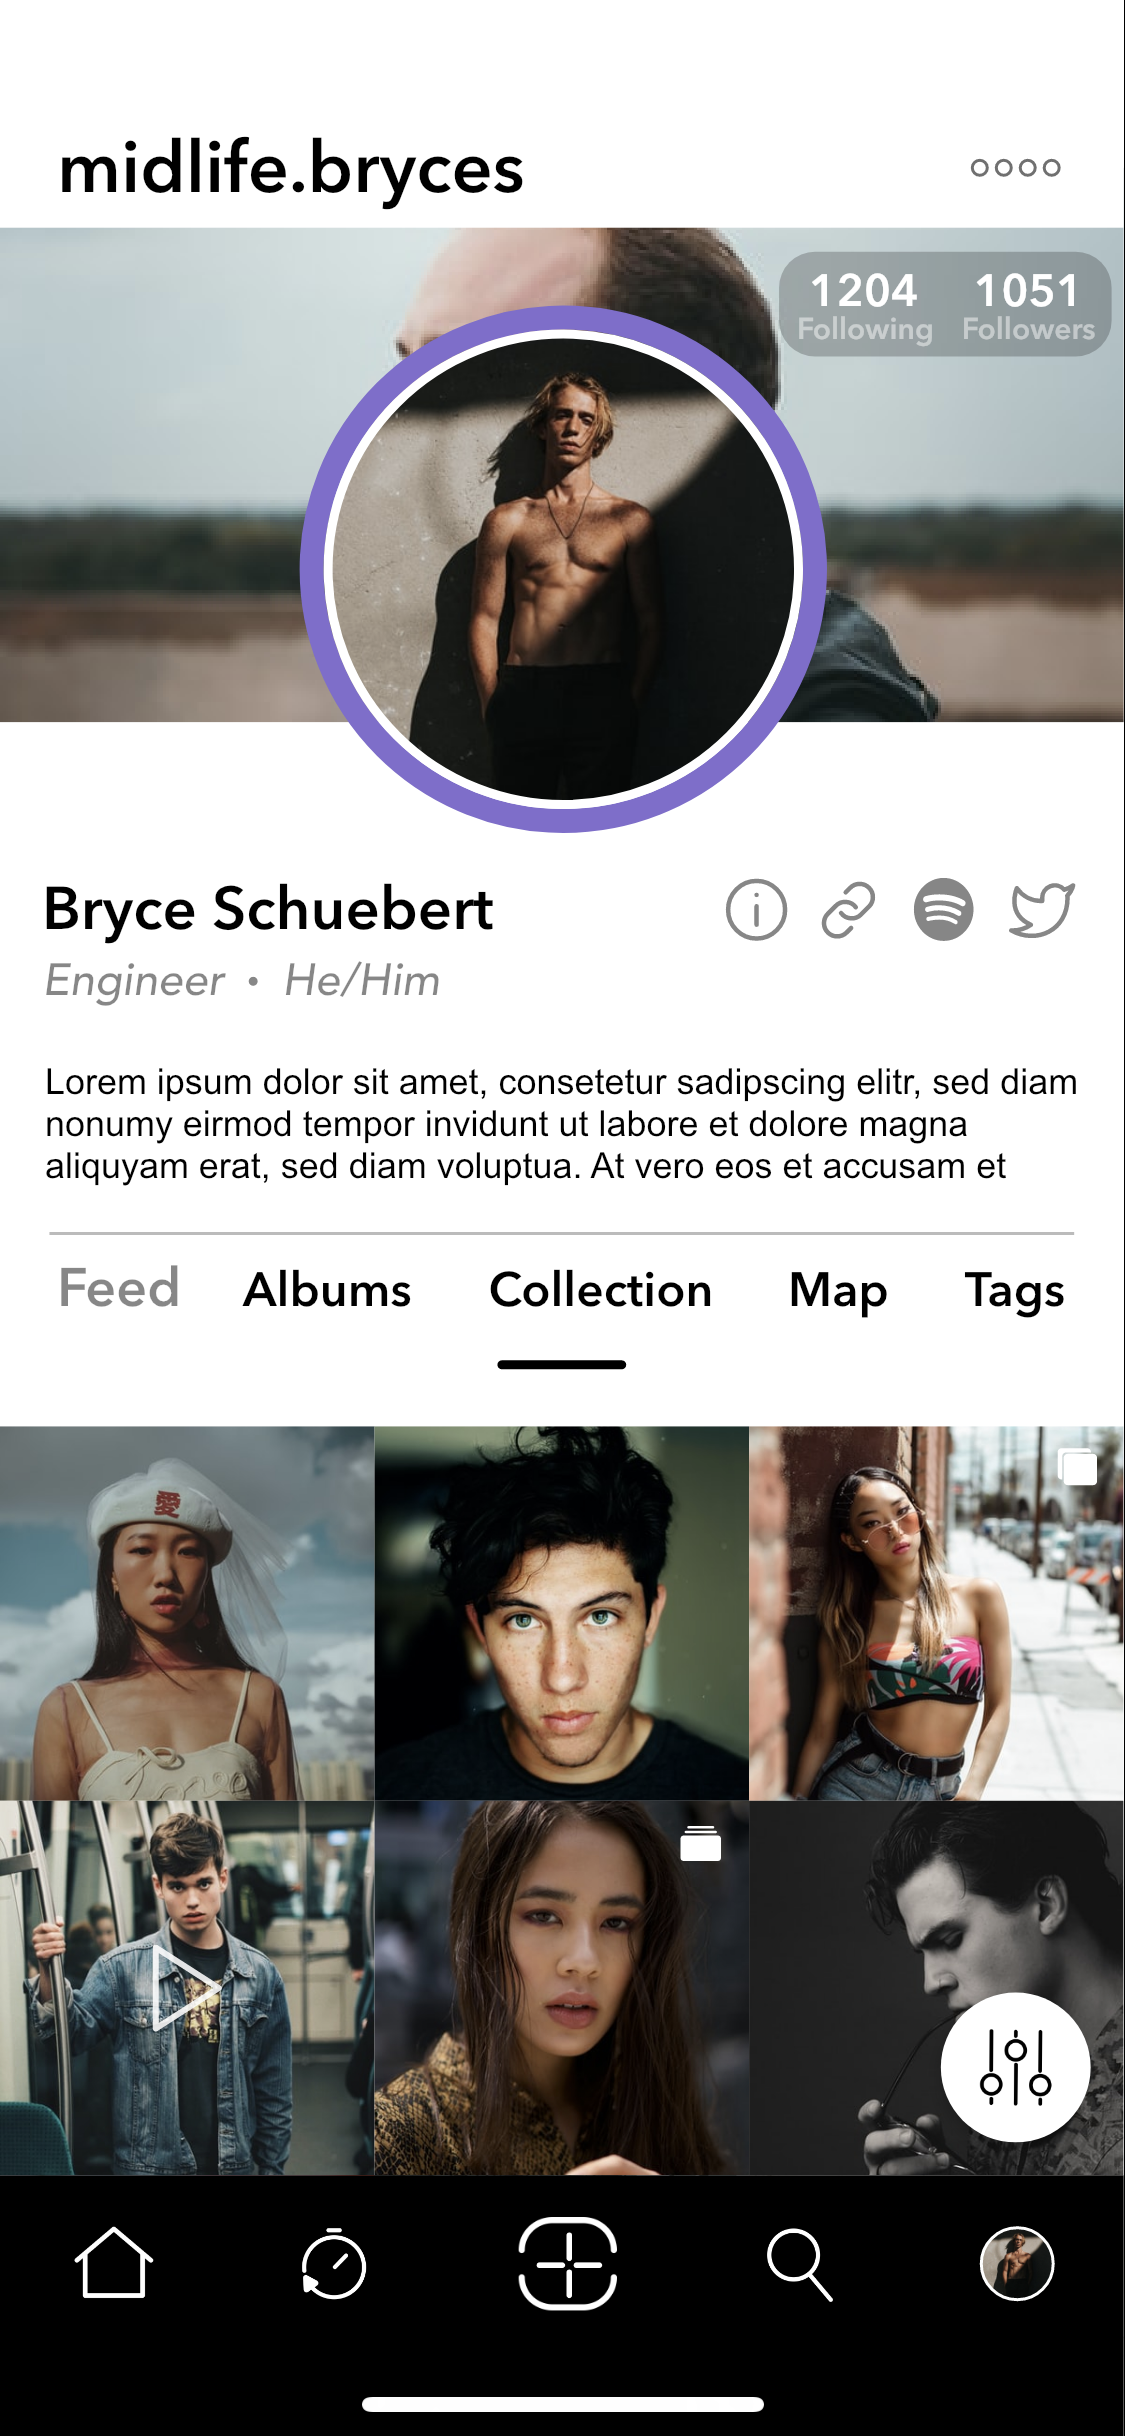 midlife.bryces
1204 1051
Following Followers
Bryce Schuebert
Engineer • He/Him
Lorem ipsum dolor sit amet, consetetur sadipscing elitr, sed diam
nonumy eirmod tempor invidunt ut labore et dolore magna
aliquyam erat, sed diam voluptua. At vero eos et accusam et
Feed Albums Collection Map Tags
愛